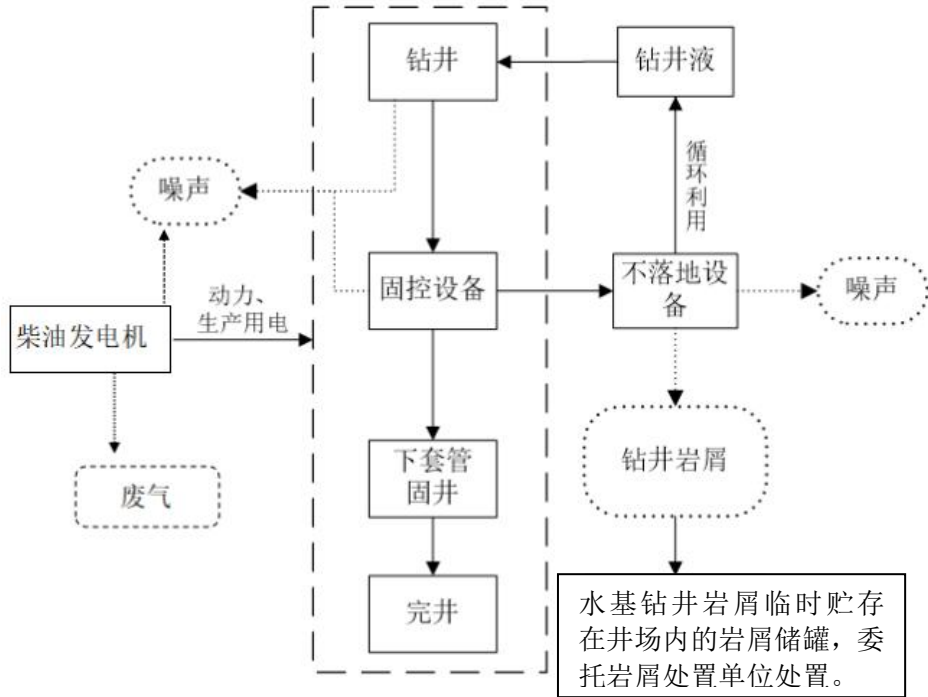 钻井
钻井液
循环利用
噪声
固控设备
不落地设
备
噪声
动力、
生产用电
柴油发电机
下套管
固井
钻井岩屑
废气
完井
水基钻井岩屑临时贮存
在井场内的岩屑储罐，委
托岩屑处置单位处置。